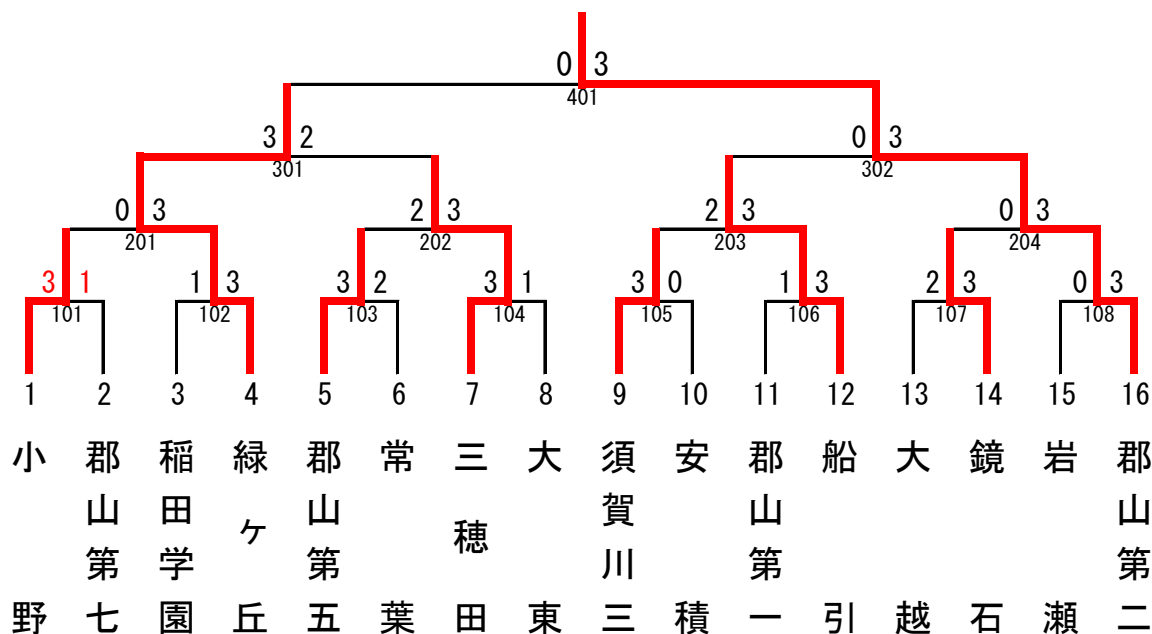 0 3
401
3 2
0 3
301
302
0 3
2 3
2 3
0 3
201
202
203
204
3 1
1 3
3 2
3 1
3 0
1 3
2 3
0 3
101
102
103
104
105
106
107
108
1 2 3 4 5 6 7 8 9 10 11 12 13 14 15 16
小野
郡山第七
稲田学園
緑ケ丘
郡山第五
常葉
三穂田
大東
須賀川三
安積
郡山第一
船引
大越
鏡石
岩瀬
郡山第二